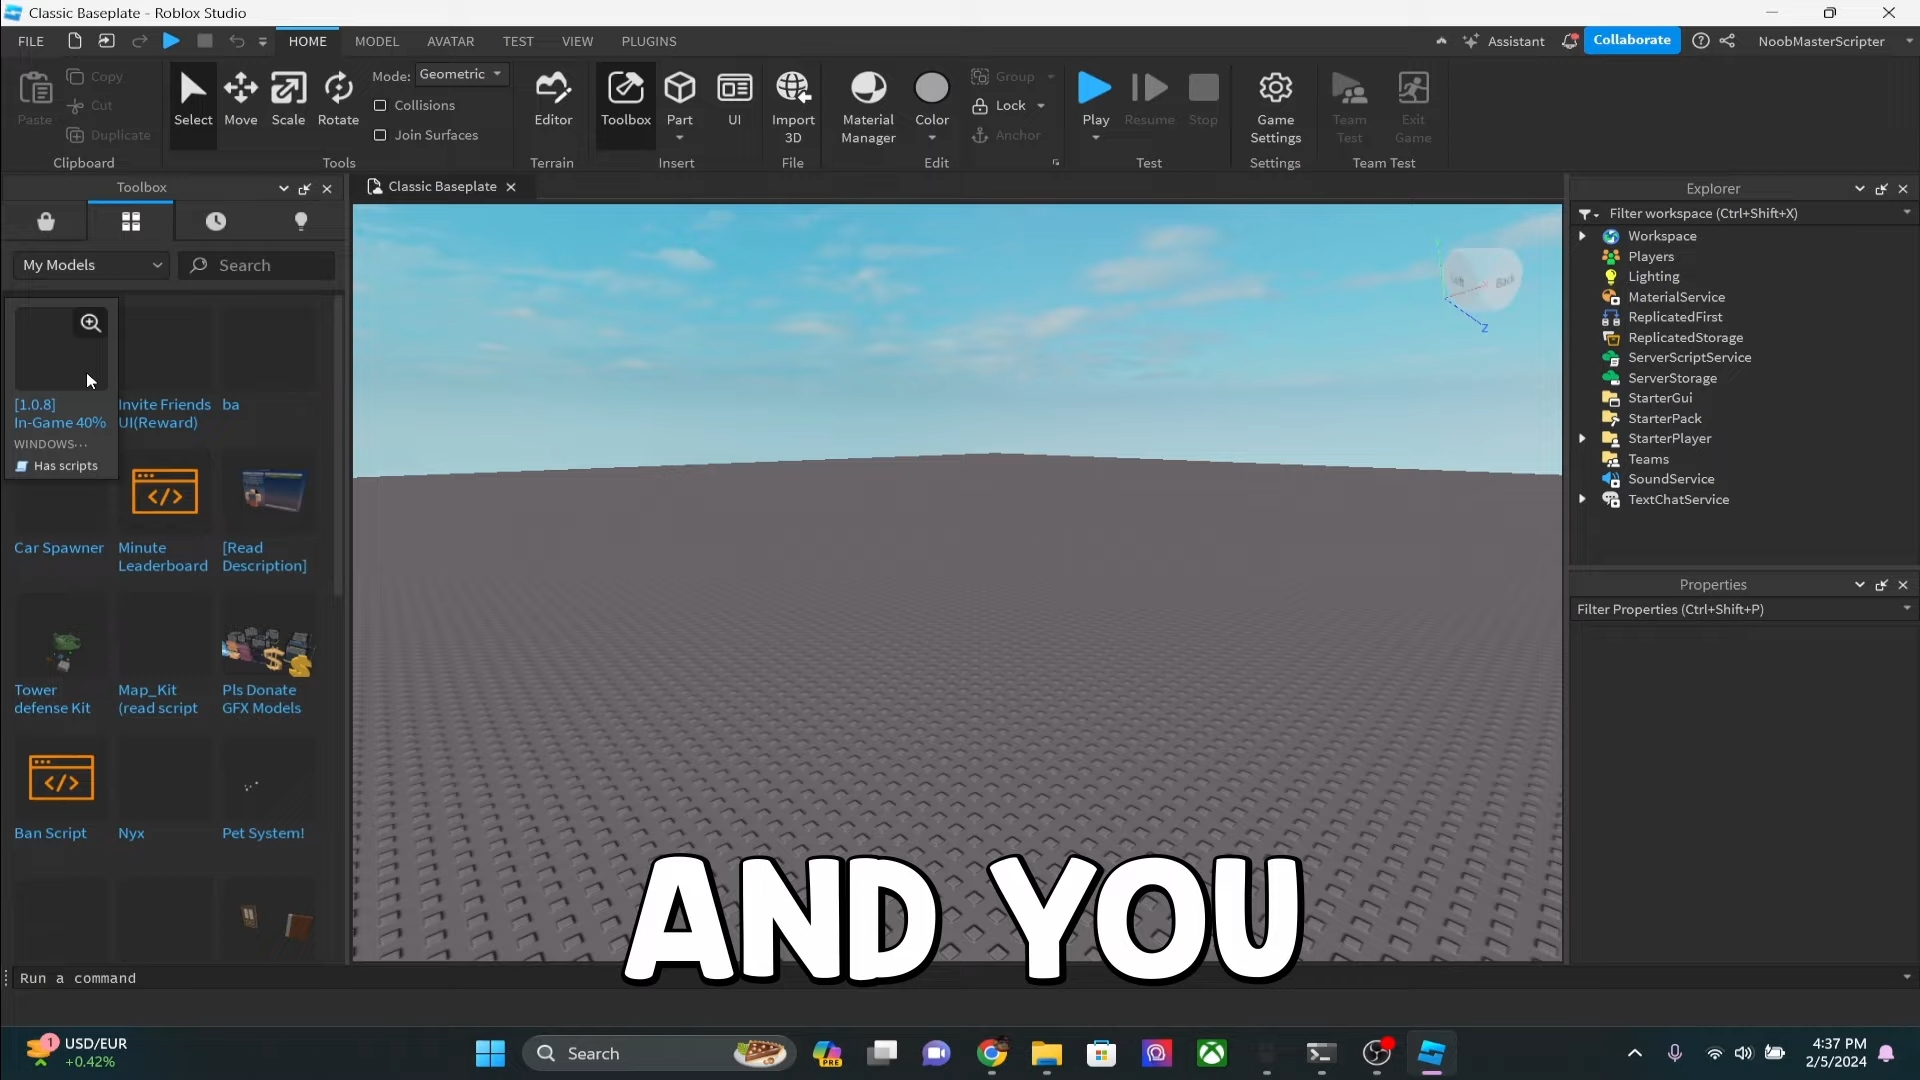 Classic Baseplate - Roblox Studio
FILE
HOME
MODEL
AVATAR
TEST
VIEW
PLUGINS
Assistant
Collaborate
NoobMasterScripter
Paste
Copy
Cut
Duplicate
Clipboard
Select
Move
Scale
Rotate
Mode: Geometric
Collisions
Join Surfaces
Tools
Editor
Terrain
Toolbox
Part
UI
Insert
Import
3D
File
Material
Manager
Color
Group
Lock
Anchor
Edit
Play
Resume
Stop
Test
Game
Settings
Settings
Team
Test
Exit
Game
Team Test
Toolbox
My Models
Search
[1.0.8]
In-Game 40%
WINDOWS···
Has scripts
Invite Friends
UI(Reward)
ba
Car Spawner
Minute
Leaderboard
[Read
Description]
Tower
defense Kit
Map_Kit
(read script
Pls Donate
GFX Models
Ban Script
Nyx
Pet System!
Classic Baseplate
Back
Z
AND YOU
Explorer
Filter workspace (Ctrl+Shift+X)
Workspace
Players
Lighting
MaterialService
ReplicatedFirst
ReplicatedStorage
ServerScriptService
ServerStorage
StarterGui
StarterPack
StarterPlayer
Teams
SoundService
TextChatService
Properties
Filter Properties (Ctrl+Shift+P)
Run a command
1
USD/EUR
+0.42%
Search
PRE
4:37 PM
2/5/2024